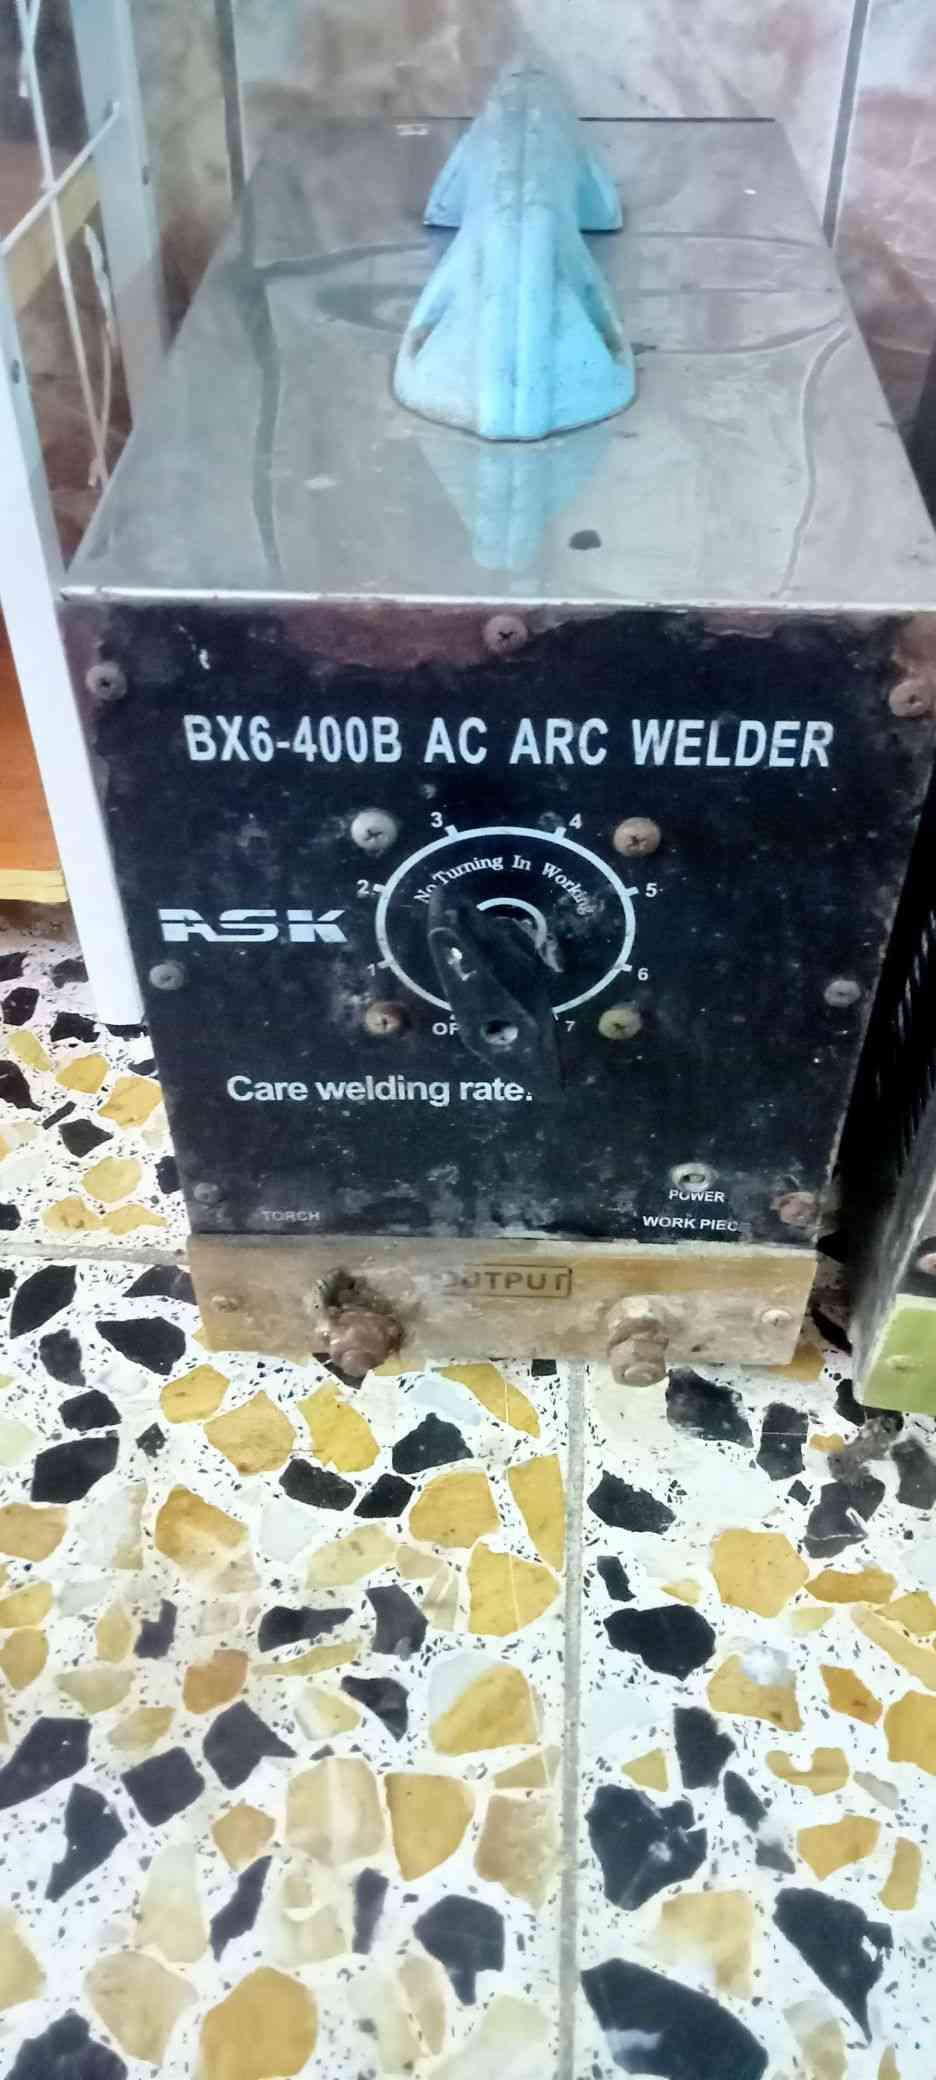 BX6-400B AC ARC WELDER
3
4
No Turning In Working
2
5
ASK
1
6
7
Care welding rate.
POWER
TORCH
WORK PIECE
OUTPUT